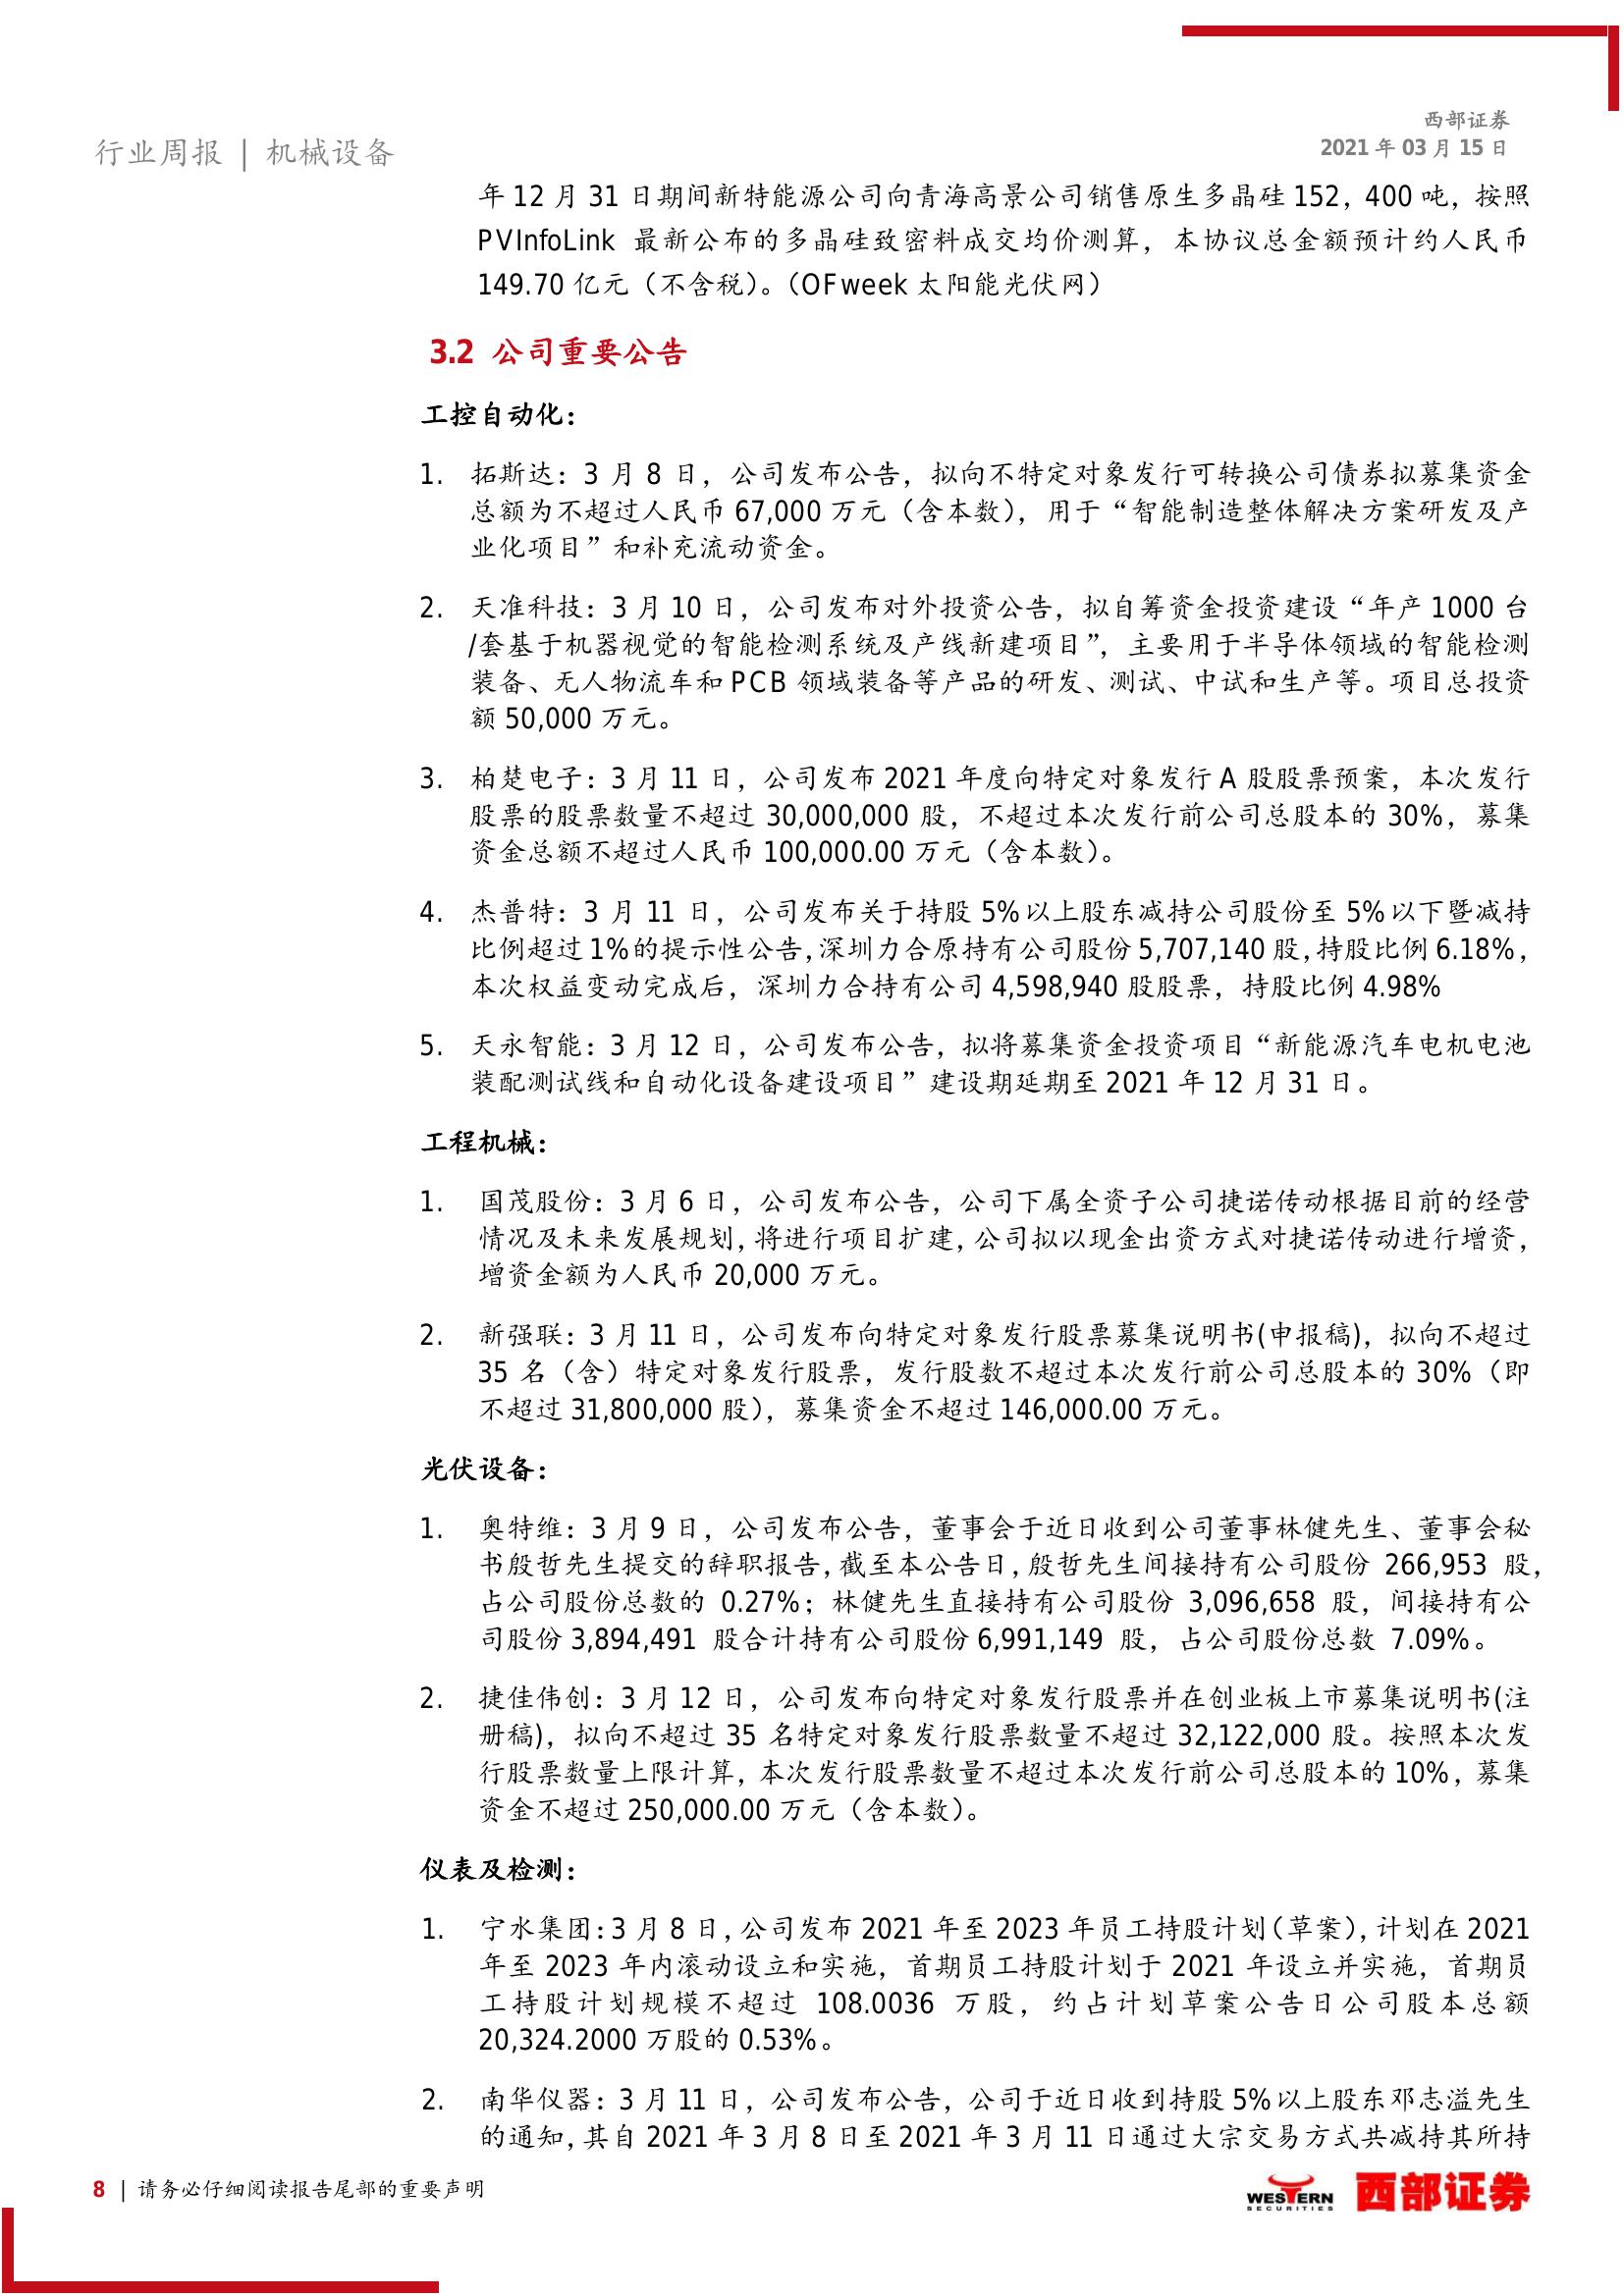 西部证券
行业周报 | 机械设备
2021 年 03 月 15 日
年 12 月 31 日期间新特能源公司向青海高景公司销售原生多晶硅 152，400 吨，按照
PVInfoLink 最新公布的多晶硅致密料成交均价测算，本协议总金额预计约人民币
149.70 亿元（不含税）。（OFweek 太阳能光伏网）
3.2 公司重要公告
工控自动化：
1. 拓斯达：3 月 8 日，公司发布公告，拟向不特定对象发行可转换公司债券拟募集资金
总额为不超过人民币 67,000 万元（含本数），用于“智能制造整体解决方案研发及产
业化项目”和补充流动资金。
2. 天准科技：3 月 10 日，公司发布对外投资公告，拟自筹资金投资建设“年产 1000 台
/套基于机器视觉的智能检测系统及产线新建项目”，主要用于半导体领域的智能检测
装备、无人物流车和 PCB 领域装备等产品的研发、测试、中试和生产等。项目总投资
额 50,000 万元。
3. 柏楚电子：3 月 11 日，公司发布 2021 年度向特定对象发行 A 股股票预案，本次发行
股票的股票数量不超过 30,000,000 股，不超过本次发行前公司总股本的 30%，募集
资金总额不超过人民币 100,000.00 万元（含本数）。
4. 杰普特：3 月 11 日，公司发布关于持股 5%以上股东减持公司股份至 5%以下暨减持
比例超过 1%的提示性公告，深圳力合原持有公司股份 5,707,140 股，持股比例 6.18%，
本次权益变动完成后，深圳力合持有公司 4,598,940 股股票，持股比例 4.98%
5. 天永智能：3 月 12 日，公司发布公告，拟将募集资金投资项目“新能源汽车电机电池
装配测试线和自动化设备建设项目”建设期延期至 2021 年 12 月 31 日。
工程机械：
1. 国茂股份：3 月 6 日，公司发布公告，公司下属全资子公司捷诺传动根据目前的经营
情况及未来发展规划，将进行项目扩建，公司拟以现金出资方式对捷诺传动进行增资，
增资金额为人民币 20,000 万元。
2. 新强联：3 月 11 日，公司发布向特定对象发行股票募集说明书(申报稿)，拟向不超过
35 名（含）特定对象发行股票，发行股数不超过本次发行前公司总股本的 30%（即
不超过 31,800,000 股），募集资金不超过 146,000.00 万元。
光伏设备：
1. 奥特维：3 月 9 日，公司发布公告，董事会于近日收到公司董事林健先生、董事会秘
书殷哲先生提交的辞职报告，截至本公告日，殷哲先生间接持有公司股份 266,953 股，
占公司股份总数的 0.27%；林健先生直接持有公司股份 3,096,658 股，间接持有公
司股份 3,894,491 股合计持有公司股份 6,991,149 股，占公司股份总数 7.09%。
2. 捷佳伟创：3 月 12 日，公司发布向特定对象发行股票并在创业板上市募集说明书(注
册稿)，拟向不超过 35 名特定对象发行股票数量不超过 32,122,000 股。按照本次发
行股票数量上限计算，本次发行股票数量不超过本次发行前公司总股本的 10%，募集
资金不超过 250,000.00 万元（含本数）。
仪表及检测：
1. 宁水集团：3 月 8 日，公司发布 2021 年至 2023 年员工持股计划（草案），计划在 2021
年至 2023 年内滚动设立和实施，首期员工持股计划于 2021 年设立并实施，首期员
工持股计划规模不超过 108.0036 万股，约占计划草案公告日公司股本总额
20,324.2000 万股的 0.53%。
2. 南华仪器：3 月 11 日，公司发布公告，公司于近日收到持股 5%以上股东邓志溢先生
的通知，其自 2021 年 3 月 8 日至 2021 年 3 月 11 日通过大宗交易方式共减持其所持
8 | 请务必仔细阅读报告尾部的重要声明
WESTERN
SECURITIES
西部证券